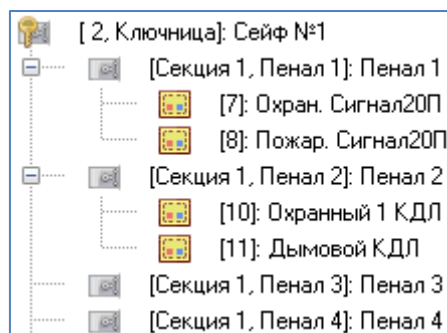 [ 2, Ключница]: Сейф №1
[Секция 1, Пенал 1]: Пенал 1
[7]: Охран. Сигнал20П
[8]: Пожар. Сигнал20П
[Секция 1, Пенал 2]: Пенал 2
[10]: Охранный 1 КДЛ
[11]: Дымовой КДЛ
[Секция 1, Пенал 3]: Пенал 3
[Секция 1, Пенал 4]: Пенал 4